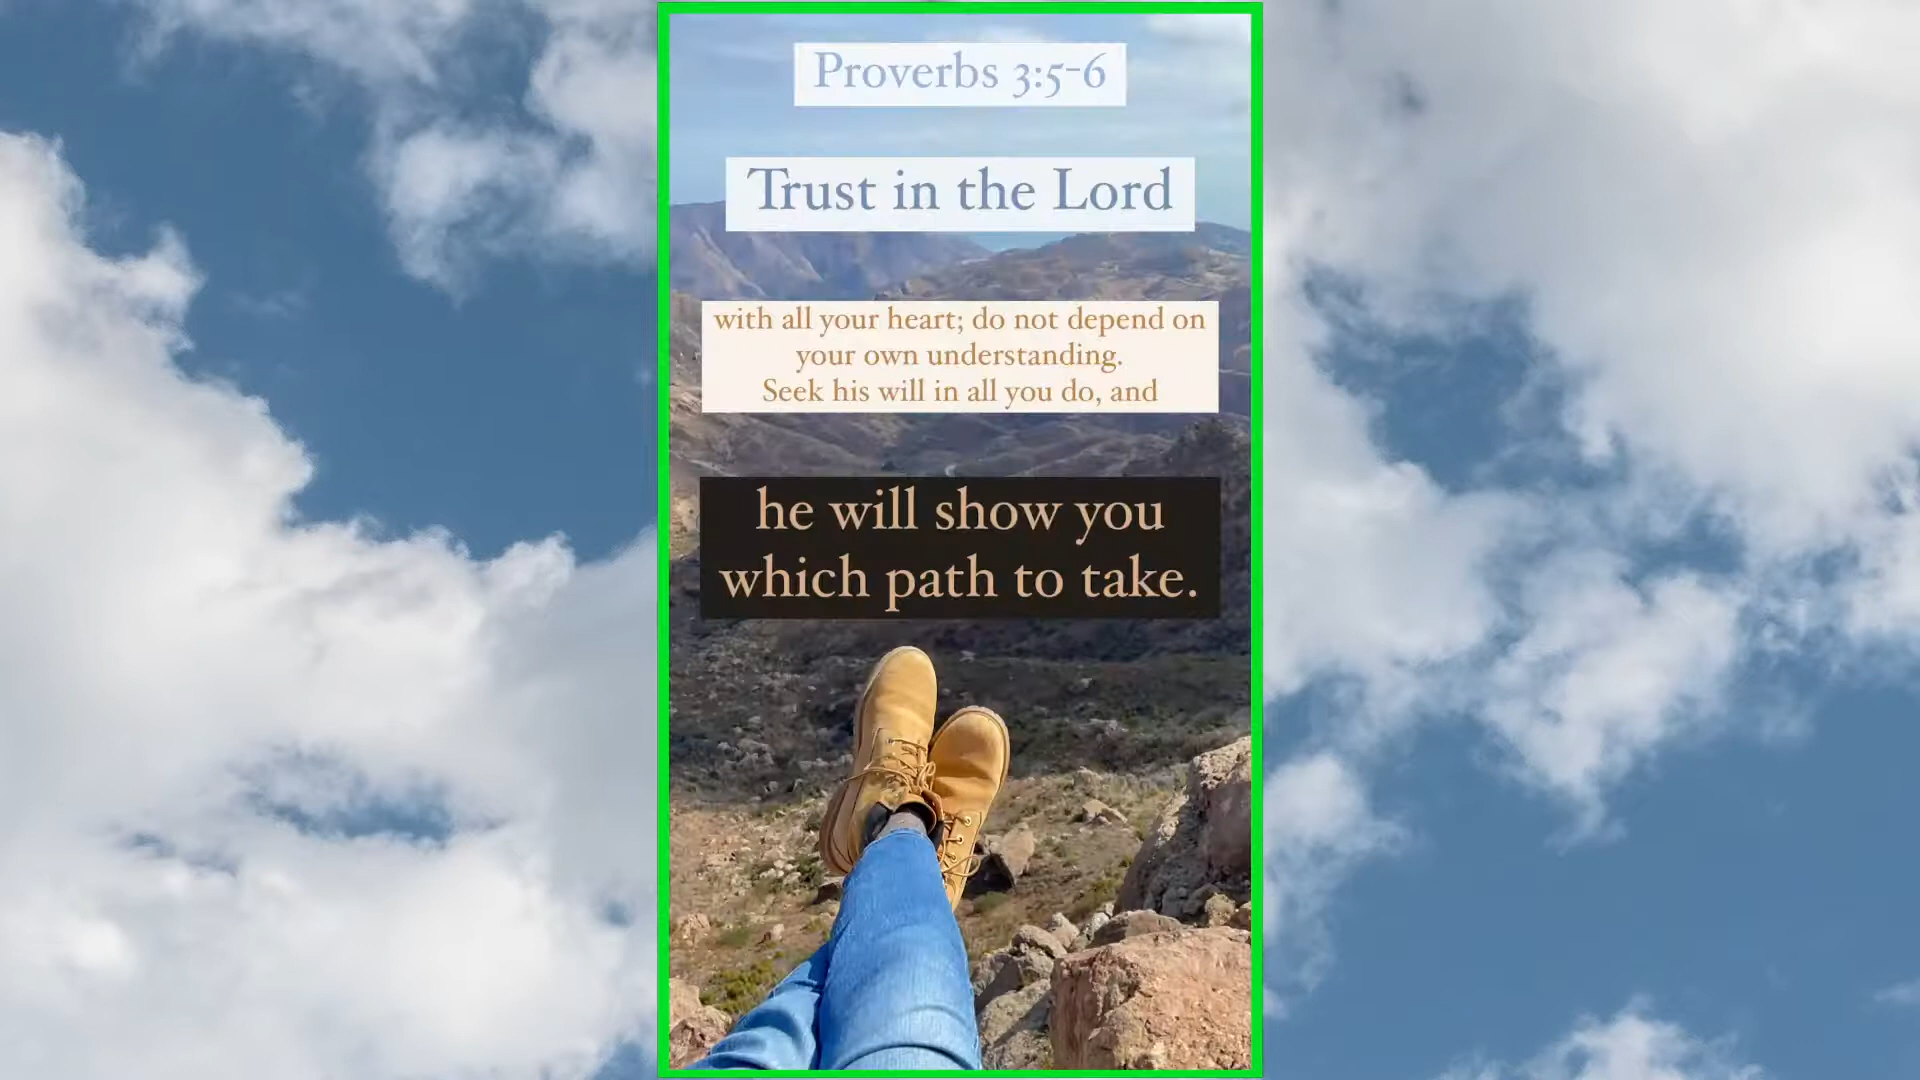 Proverbs 3:5-6
Trust in the Lord
with all your heart; do not depend on
your own understanding.
Seek his will in all you do, and
he will show you
which path to take.